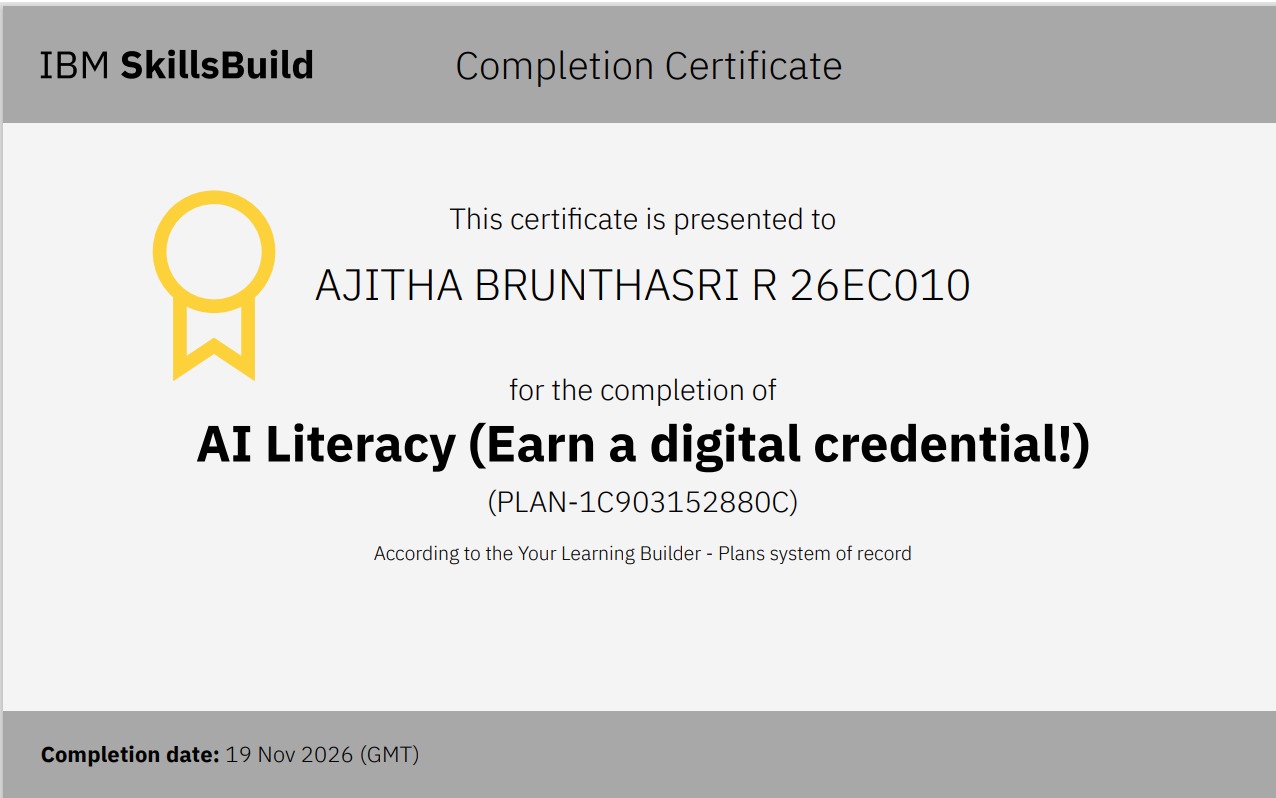 IBM SkillsBuild
Completion Certificate
This certificate is presented to
AJITHA BRUNTHASRI R 26EC010
for the completion of
AI Literacy (Earn a digital credential!)
(PLAN-1C903152880C)
According to the Your Learning Builder - Plans system of record
Completion date: 19 Nov 2026 (GMT)